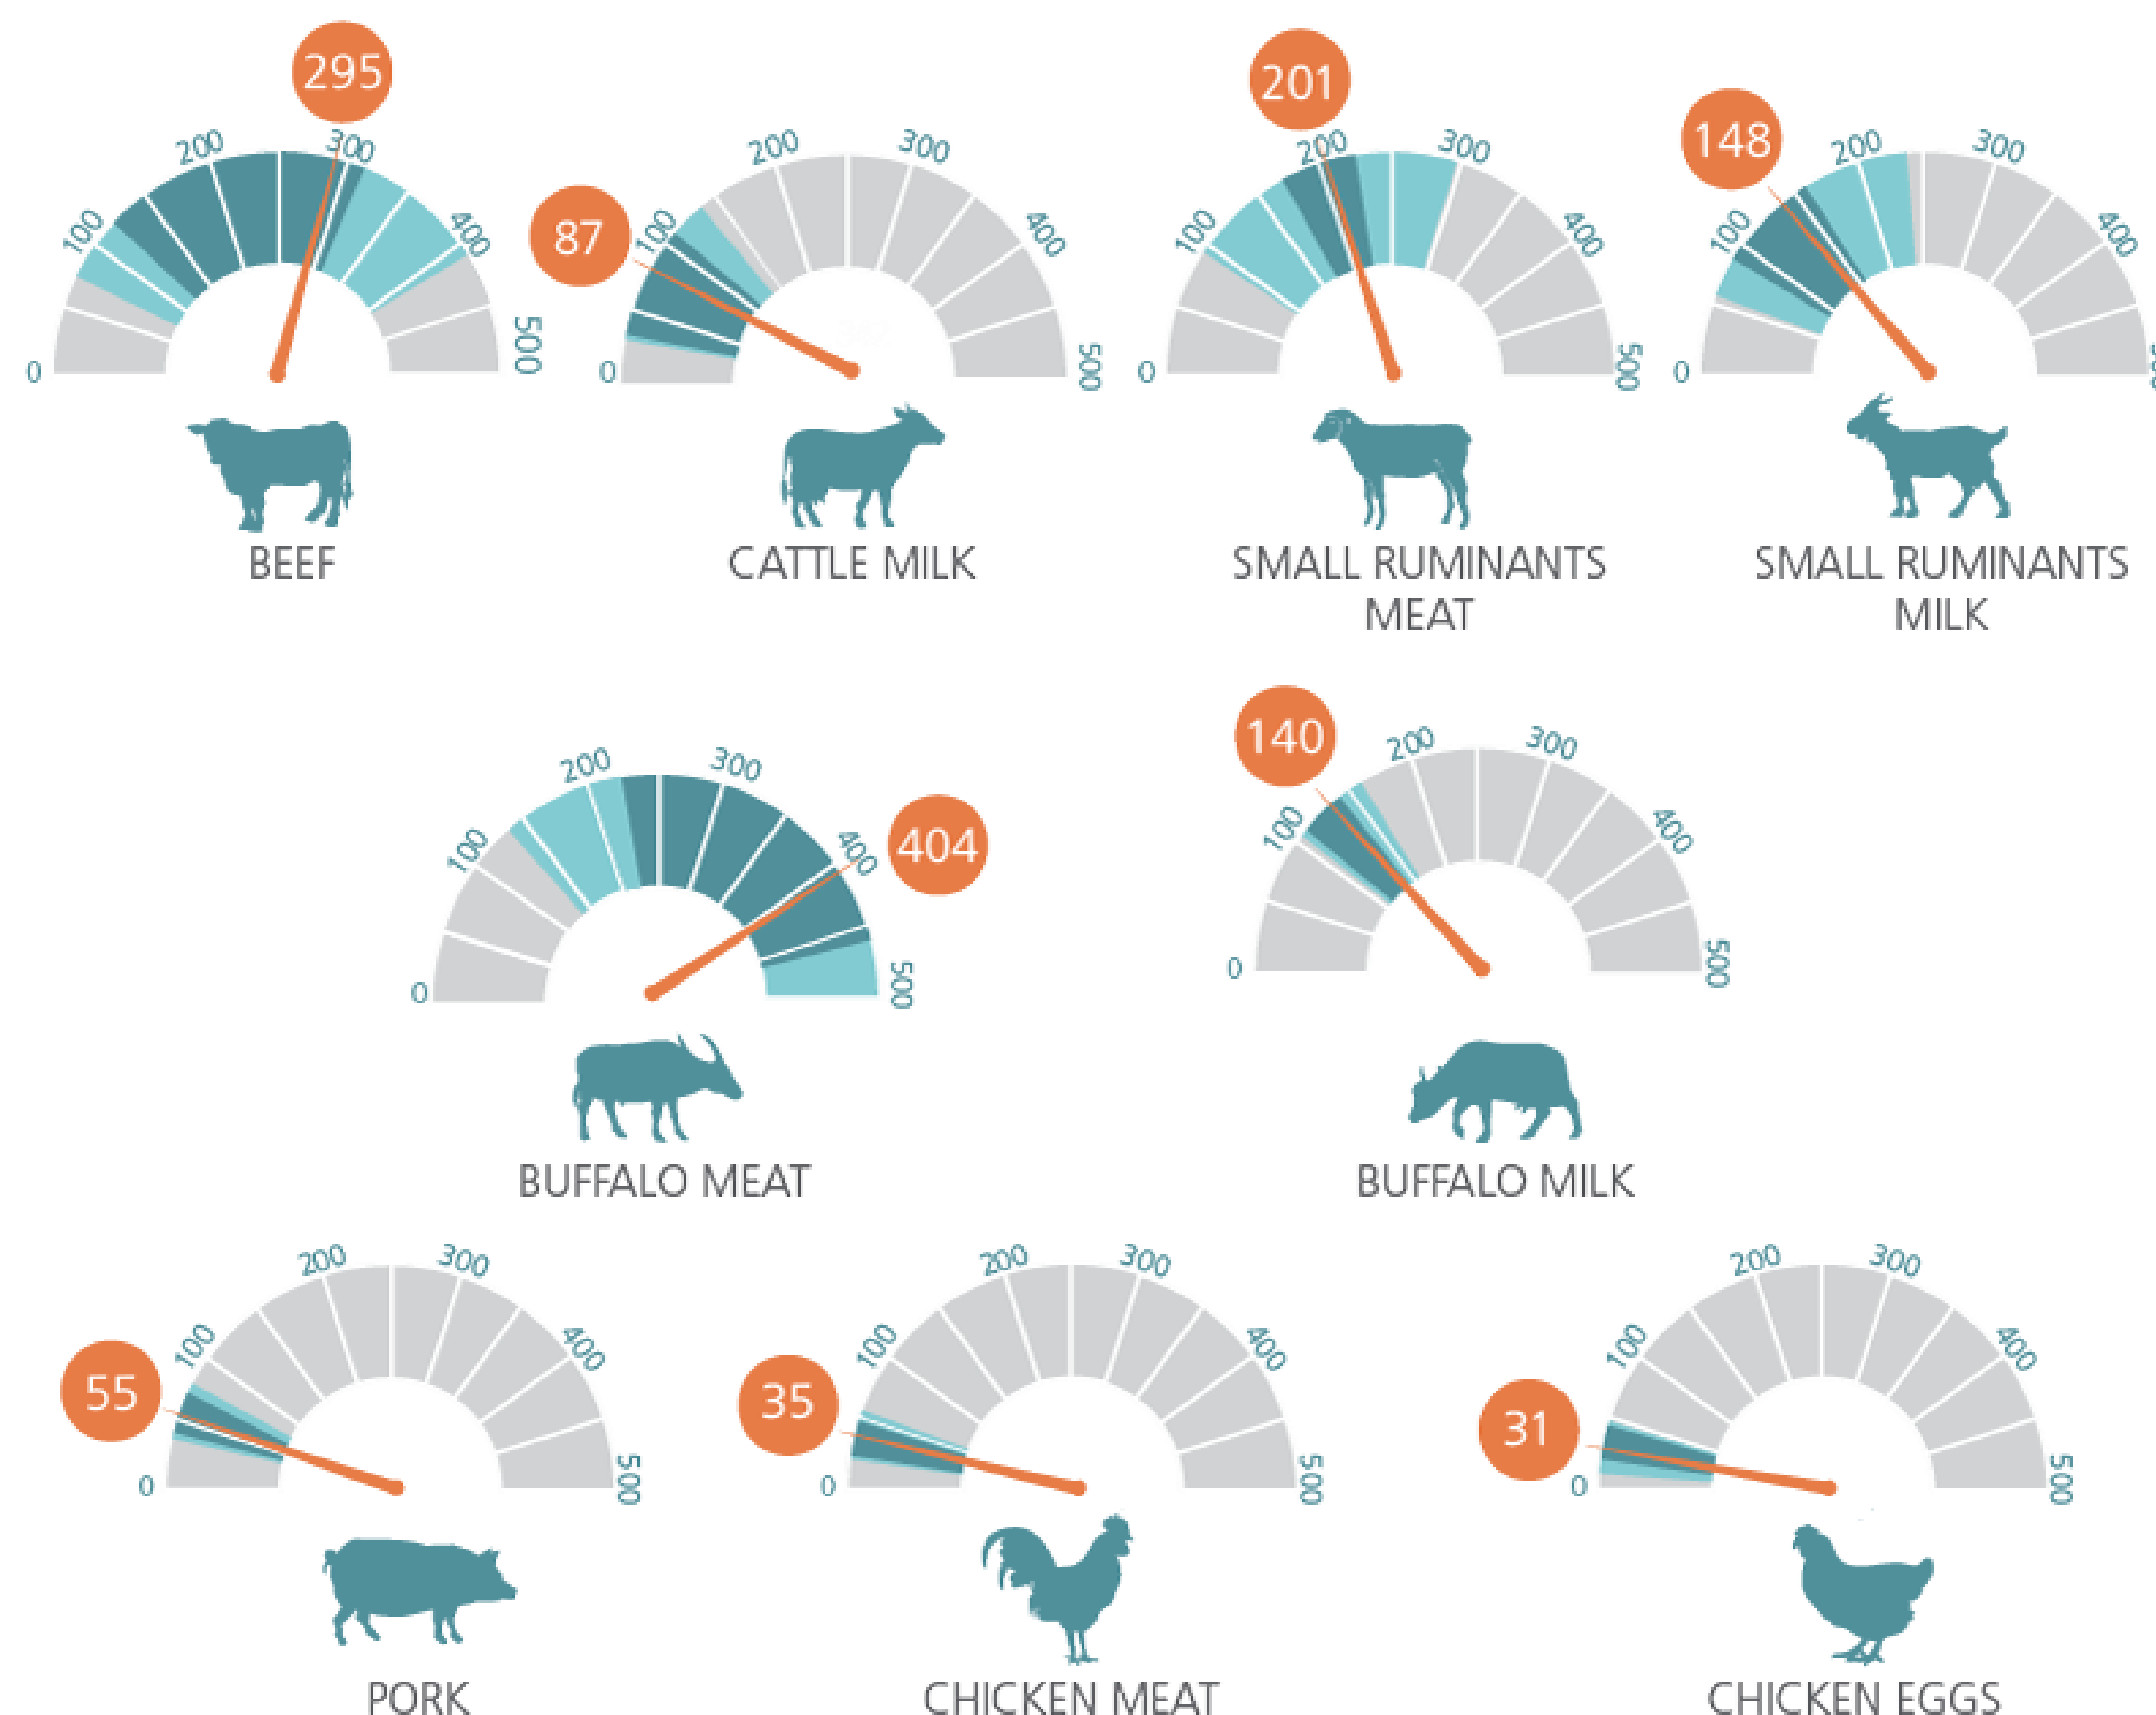 295
201
148
87
0 100 200 300 400 500
0 100 200 300 400 500
0 100 200 300 400 500
0 100 200 300 400
BEEF
CATTLE MILK
SMALL RUMINANTS
MEAT
SMALL RUMINANTS
MILK
404
140
0 100 200 300 400 500
0 100 200 300 400 500
BUFFALO MEAT
BUFFALO MILK
55
35
31
0 100 200 300 400 500
0 100 200 300 400 500
0 100 200 300 400 500
PORK
CHICKEN MEAT
CHICKEN EGGS